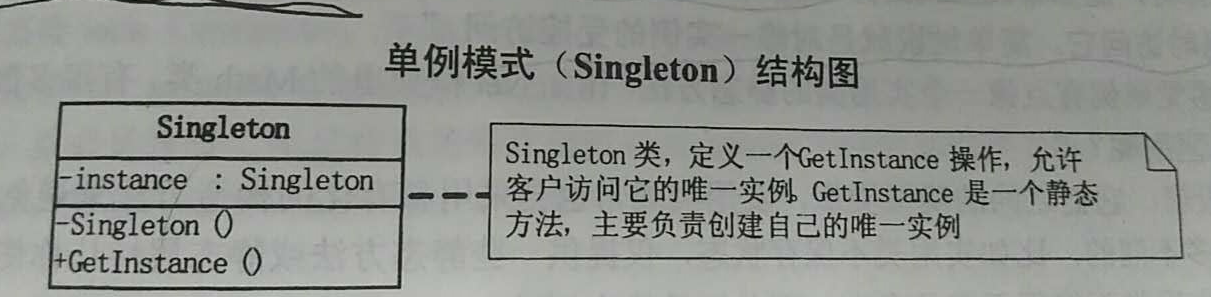 单例模式（Singleton）结构图
Singleton
-instance : Singleton
-Singleton()
+GetInstance()
Singleton 类，定义一个GetInstance 操作，允许
客户访问它的唯一实例。GetInstance 是一个静态
方法，主要负责创建自己的唯一实例